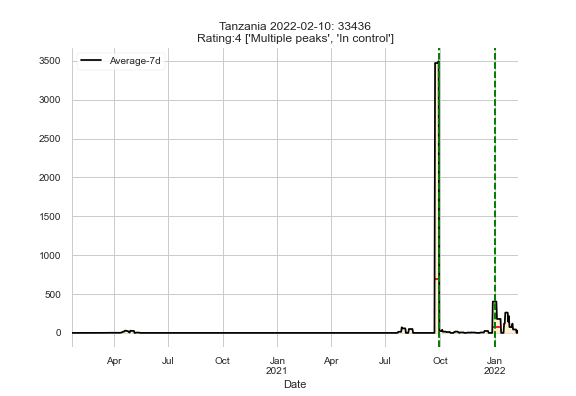 Tanzania 2022-02-10: 33436
Rating:4 ['Multiple peaks', 'In control']
Average-7d
3500
3000
2500
2000
1500
1000
500
0
Apr Jul Oct Jan Apr Jul Oct Jan
2021 2022
Date